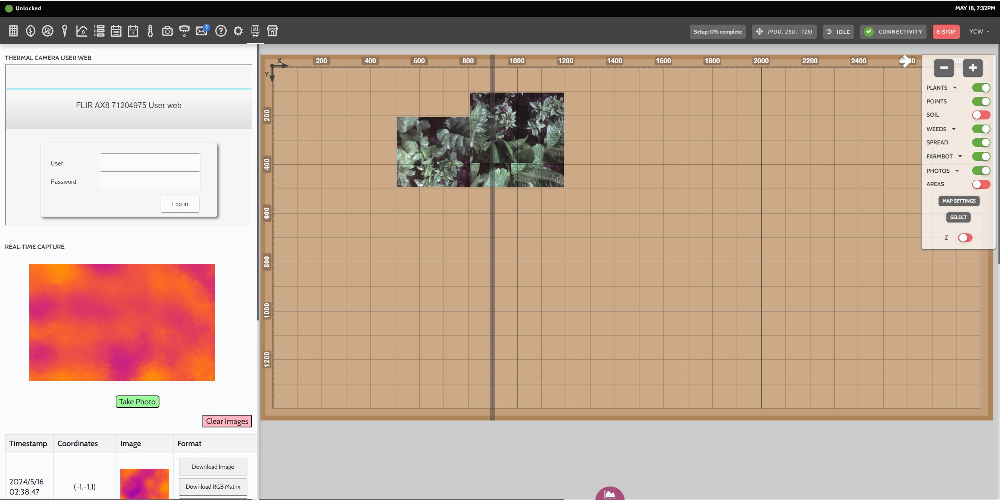 Unlocked
MAY 18, 7:32PM
1
2
3
1
5
?
Setup: 0% complete
(900, 250, -125)
IDLE
CONNECTIVITY
E-STOP
YCW
THERMAL CAMERA USER WEB
FLIR AX8 71204975 User web
User:
Password:
Log in
REAL-TIME CAPTURE
Take Photo
Clear Images
Timestamp Coordinates Image Format
2024/5/16
02:38:47
(-1,-1,1)
Download Image
Download RGB Matrix
X
Y
200 400 600 800 1000 1200 1400 1600 1800 2000 2200 2400
200
400
600
800
1000
1200
PLANTS
POINTS
SOIL
WEEDS
SPREAD
FARMBOT
PHOTOS
AREAS
MAP SETTINGS
SELECT
Z